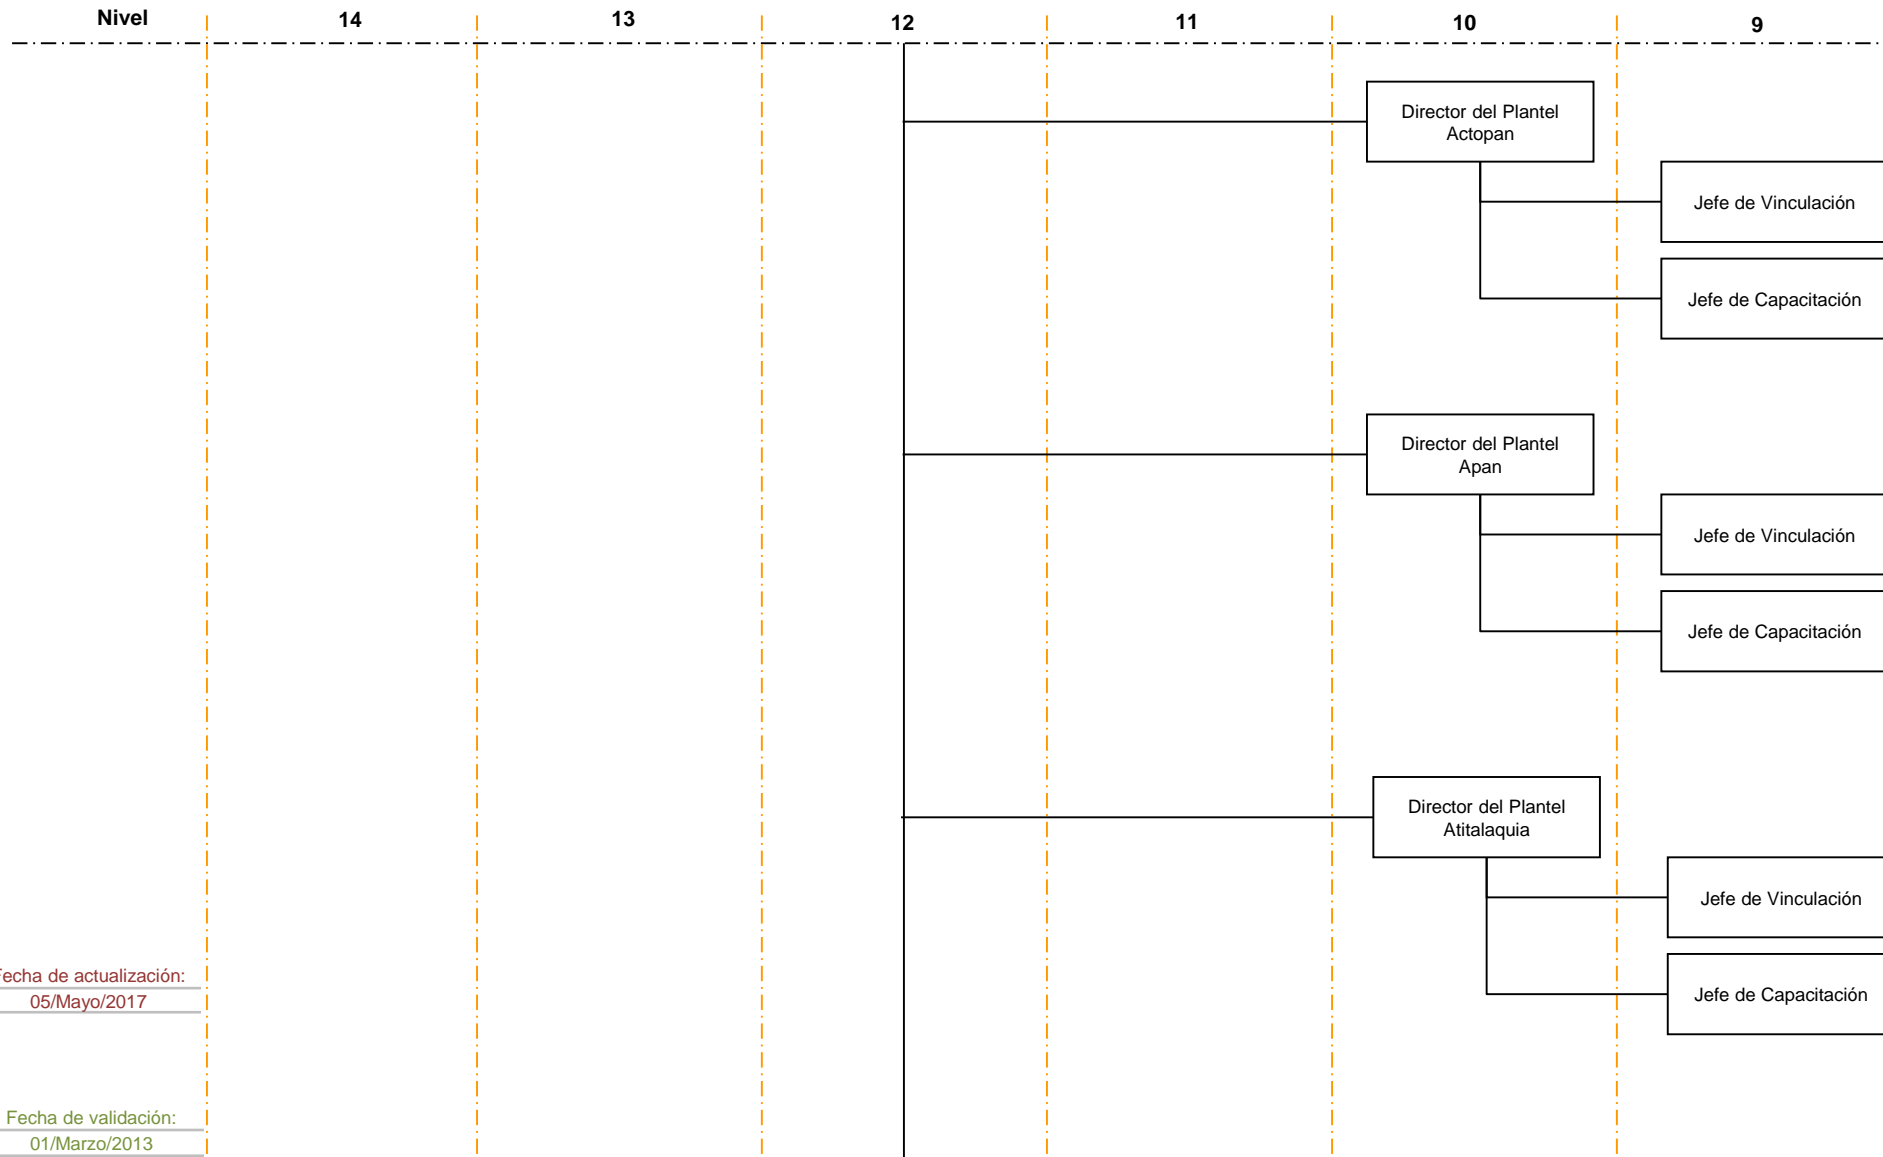 Nivel 14 13 12 11 10 9
Director del Plantel
Actopan
Jefe de Vinculación
Jefe de Capacitación
Director del Plantel
Apan
Jefe de Vinculación
Jefe de Capacitación
Director del Plantel
Atitalaquia
Jefe de Vinculación
Jefe de Capacitación
Fecha de actualización:
05/Mayo/2017
Fecha de validación:
01/Marzo/2013